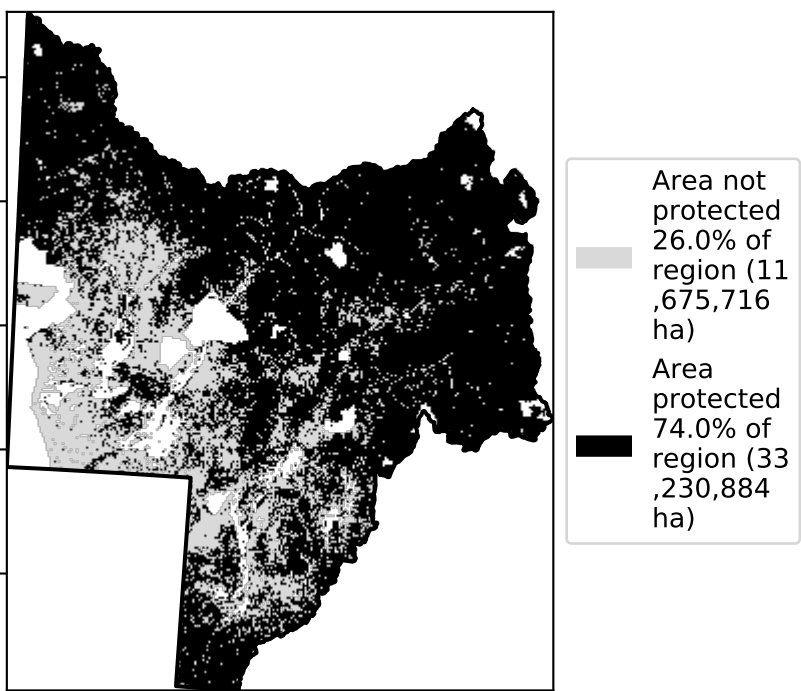 Area not
protected
26.0% of
region (11
,675,716
ha)
Area
protected
74.0% of
region (33
,230,884
ha)